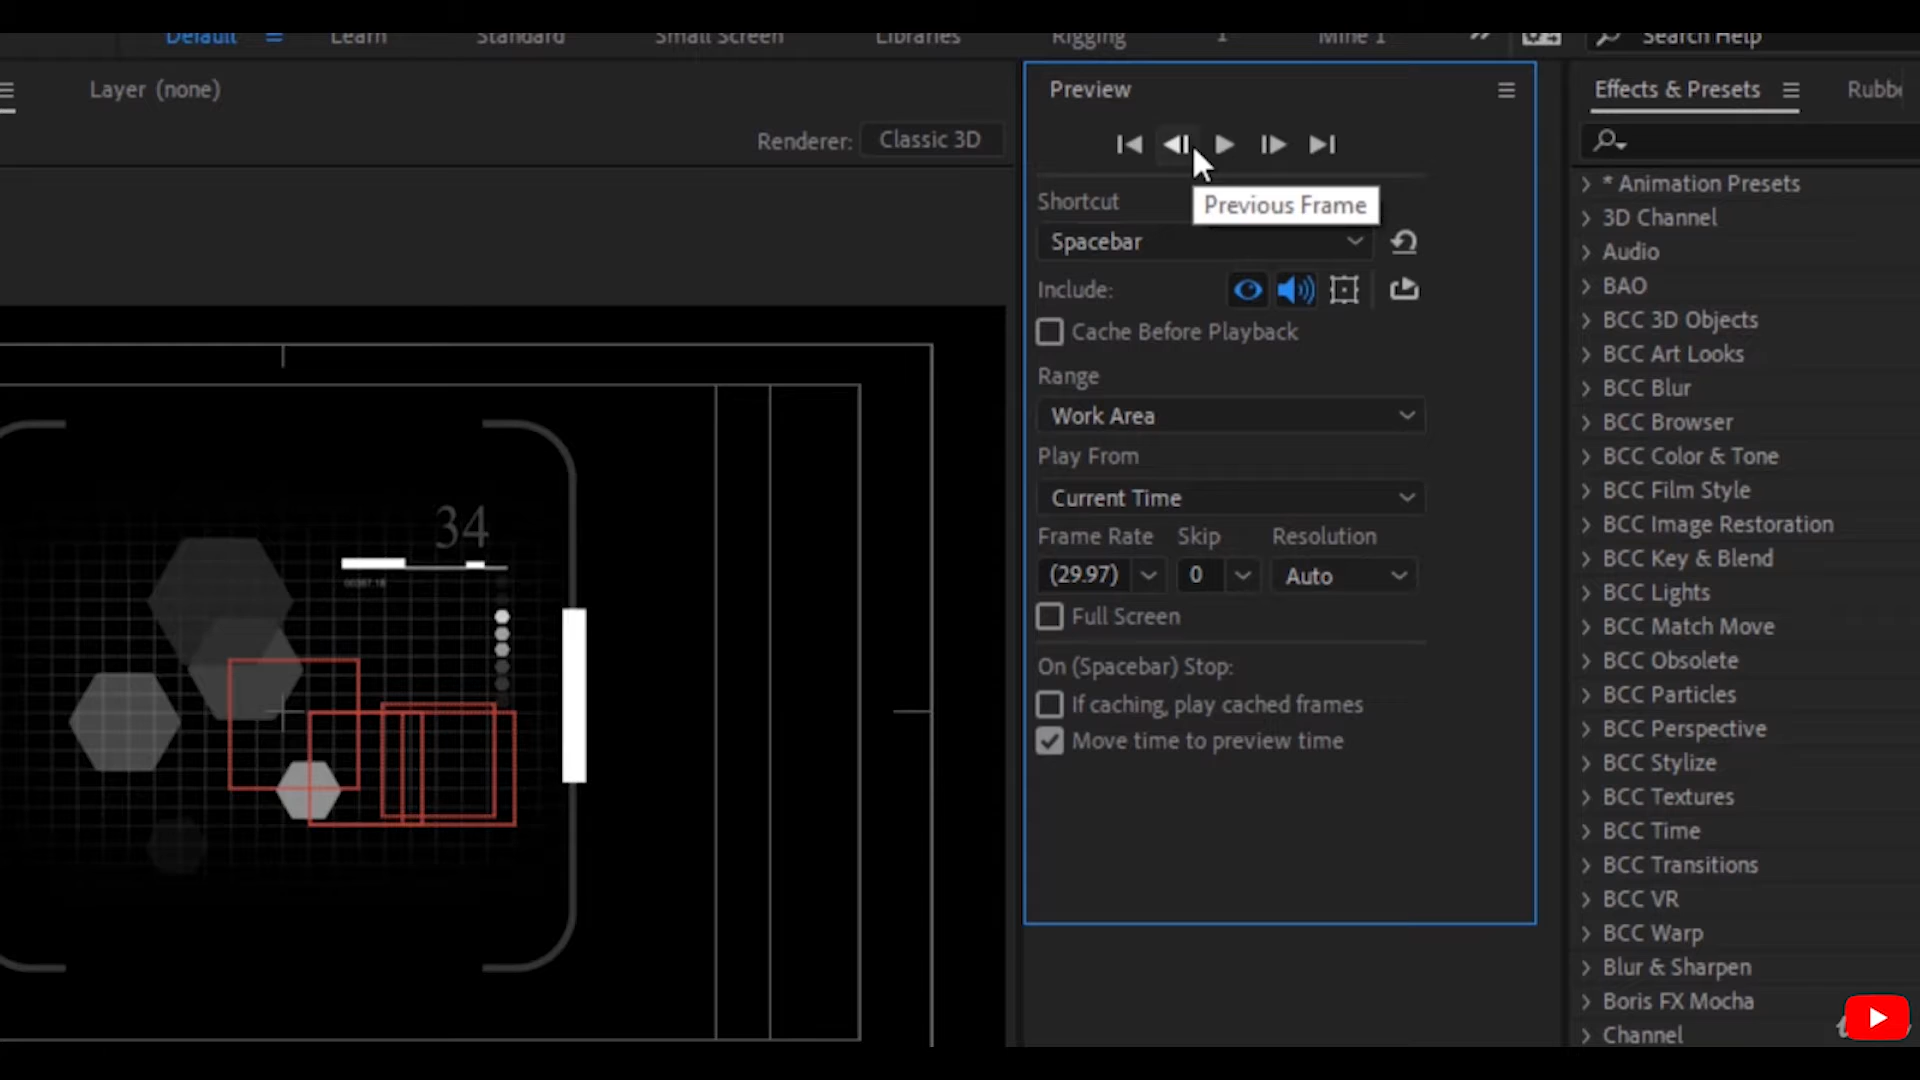 Default
Learn
Standard
Small Screen
Libraries
Rigging
1
Mine 1
Search Help
Layer (none)
Renderer:
Classic 3D
Preview
Previous Frame
Shortcut
Spacebar
Include:
Cache Before Playback
Range
Work Area
Play From
Current Time
Frame Rate Skip Resolution
(29.97) 0 Auto
Full Screen
On (Spacebar) Stop:
If caching, play cached frames
Move time to preview time
Effects & Presets
* Animation Presets
3D Channel
Audio
BAO
BCC 3D Objects
BCC Art Looks
BCC Blur
BCC Browser
BCC Color & Tone
BCC Film Style
BCC Image Restoration
BCC Key & Blend
BCC Lights
BCC Match Move
BCC Obsolete
BCC Particles
BCC Perspective
BCC Stylize
BCC Textures
BCC Time
BCC Transitions
BCC VR
BCC Warp
Blur & Sharpen
Boris FX Mocha
Channel
34